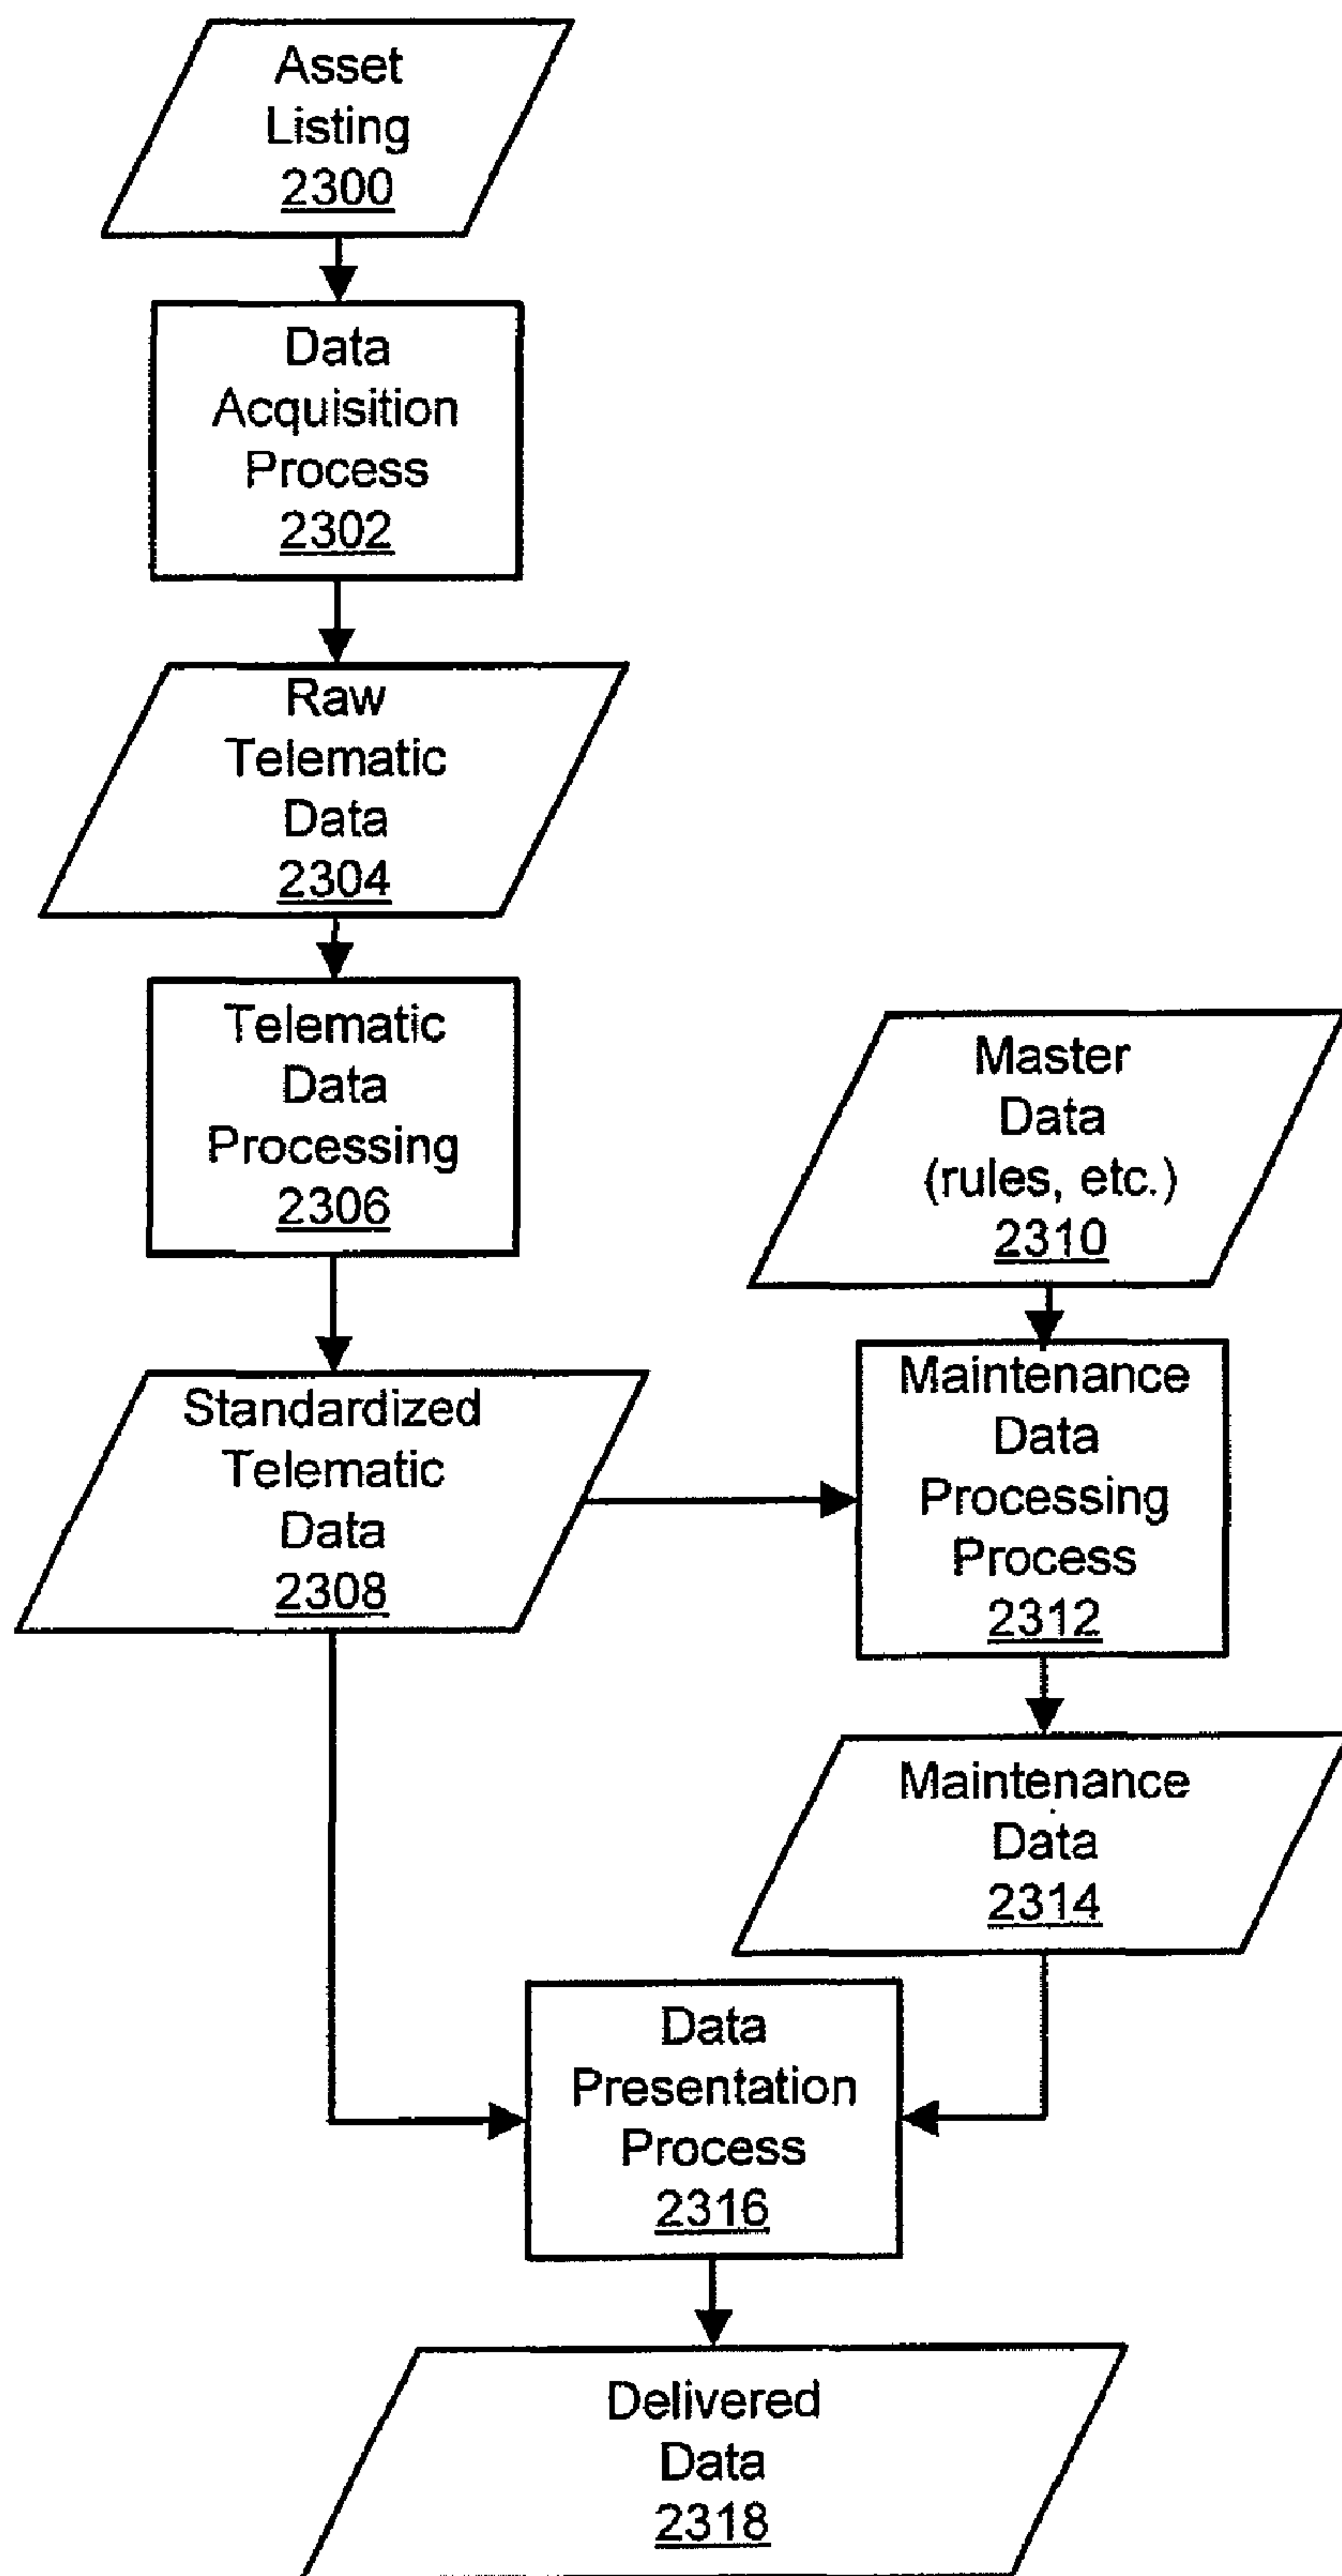 Asset
Listing
2300
Data
Acquisition
Process
2302
Raw
Telematic
Data
2304
Telematic
Data
Processing
2306
Standardized
Telematic
Data
2308
Master
Data
(rules, etc.)
2310
Maintenance
Data
Processing
Process
2312
Maintenance
Data
2314
Data
Presentation
Process
2316
Delivered
Data
2318